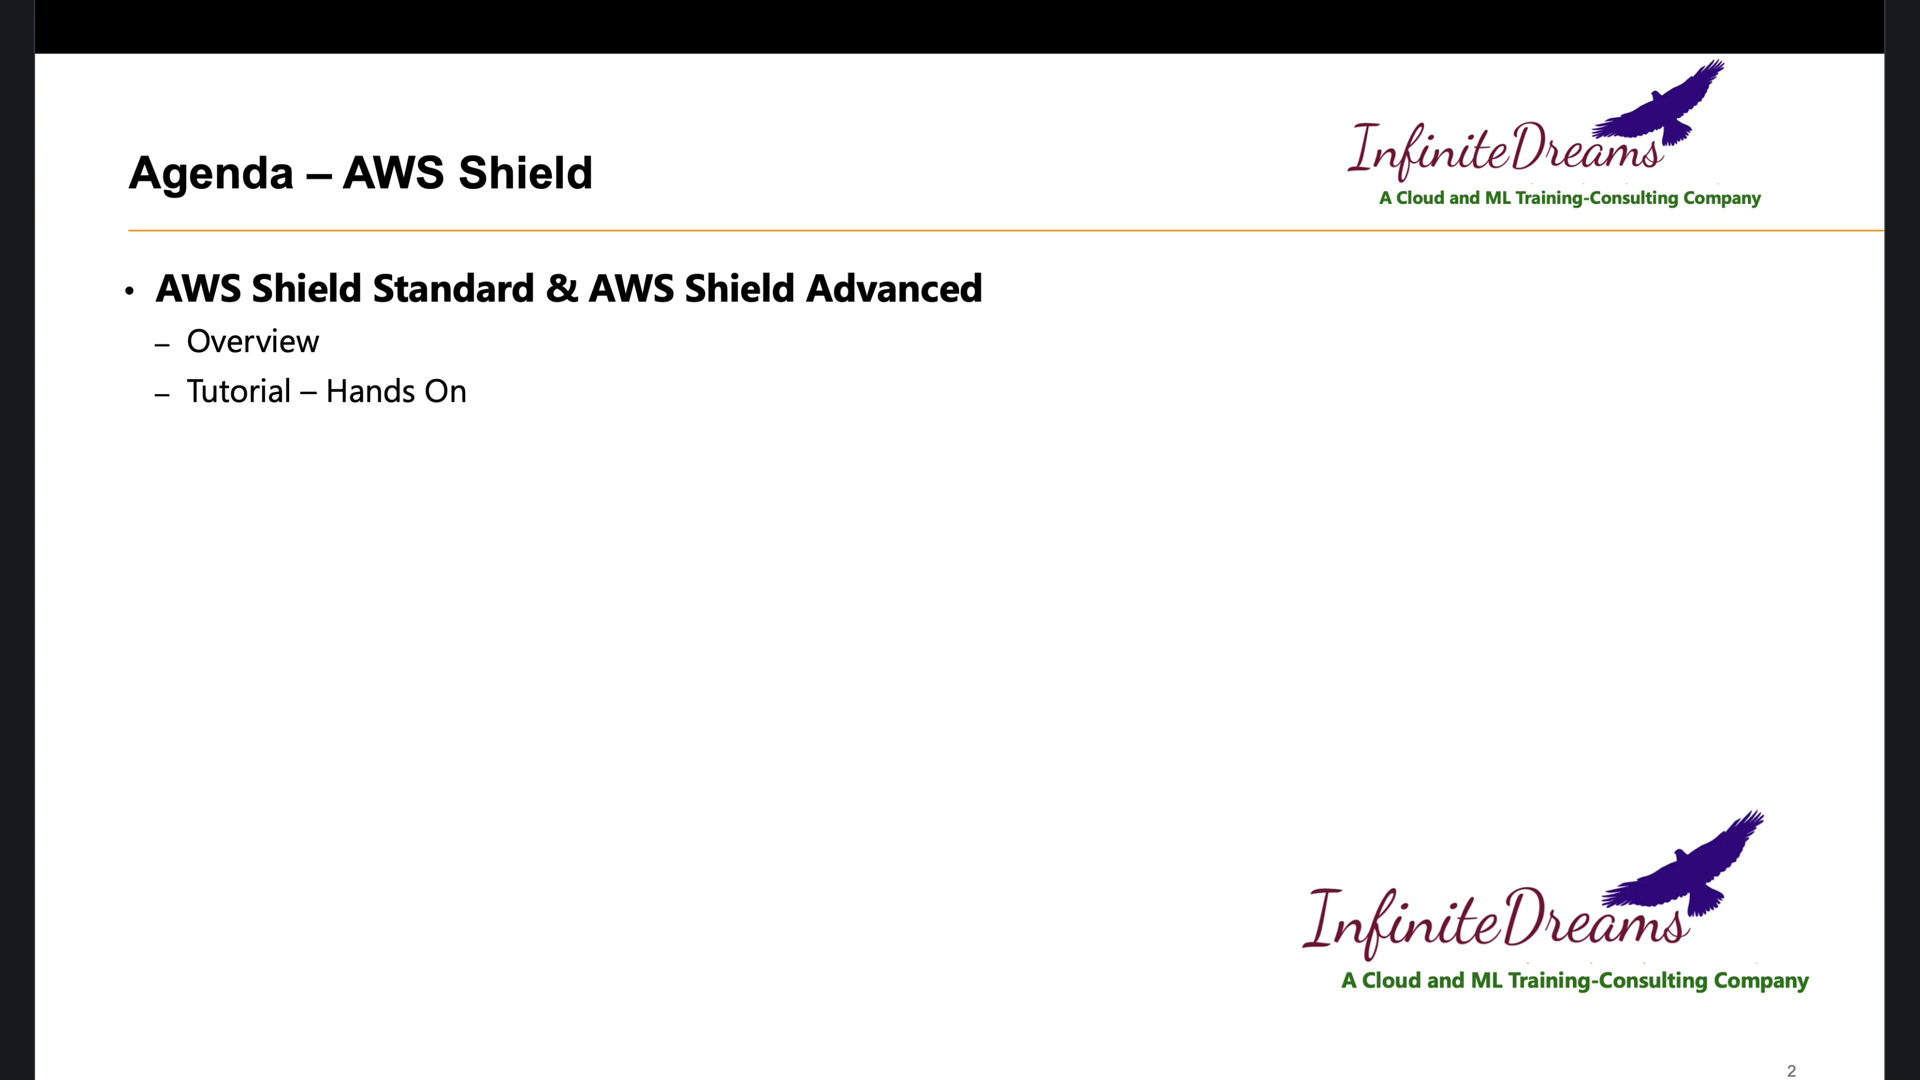 InfiniteDreams
A Cloud and ML Training-Consulting Company
Agenda – AWS Shield
• AWS Shield Standard & AWS Shield Advanced
– Overview
– Tutorial – Hands On
InfiniteDreams
A Cloud and ML Training-Consulting Company
2